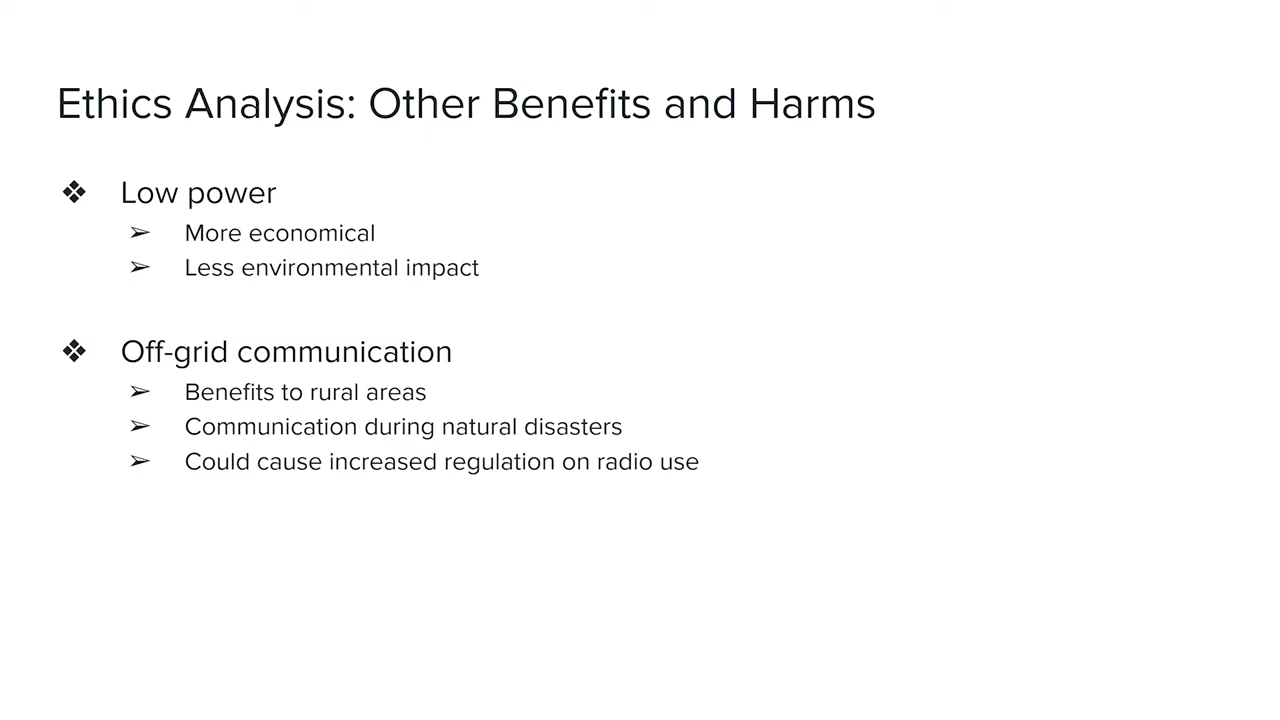 Ethics Analysis: Other Benefits and Harms
❖ Low power
➢ More economical
➢ Less environmental impact
❖ Off-grid communication
➢ Benefits to rural areas
➢ Communication during natural disasters
➢ Could cause increased regulation on radio use